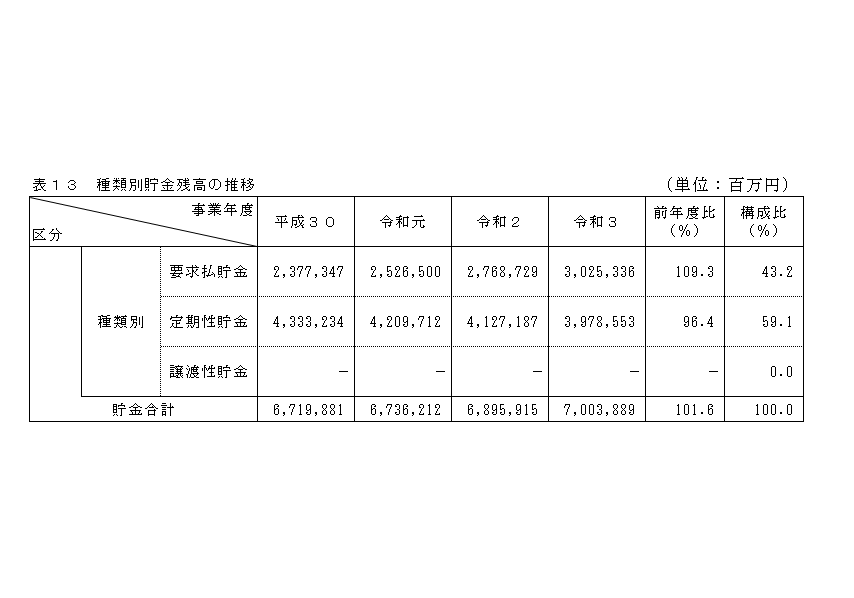 表１３　種類別貯金残高の推移　（単位：百万円）
区分　事業年度　平成３０　令和元　令和２　令和３　前年度比（％）　構成比（％）
種類別　要求払貯金　2,377,347　2,526,500　2,768,729　3,025,336　109.3　43.2
定期性貯金　4,333,234　4,209,712　4,127,187　3,978,553　96.4　59.1
譲渡性貯金　－　－　－　－　－　0.0
貯金合計　6,719,881　6,736,212　6,895,915　7,003,889　101.6　100.0